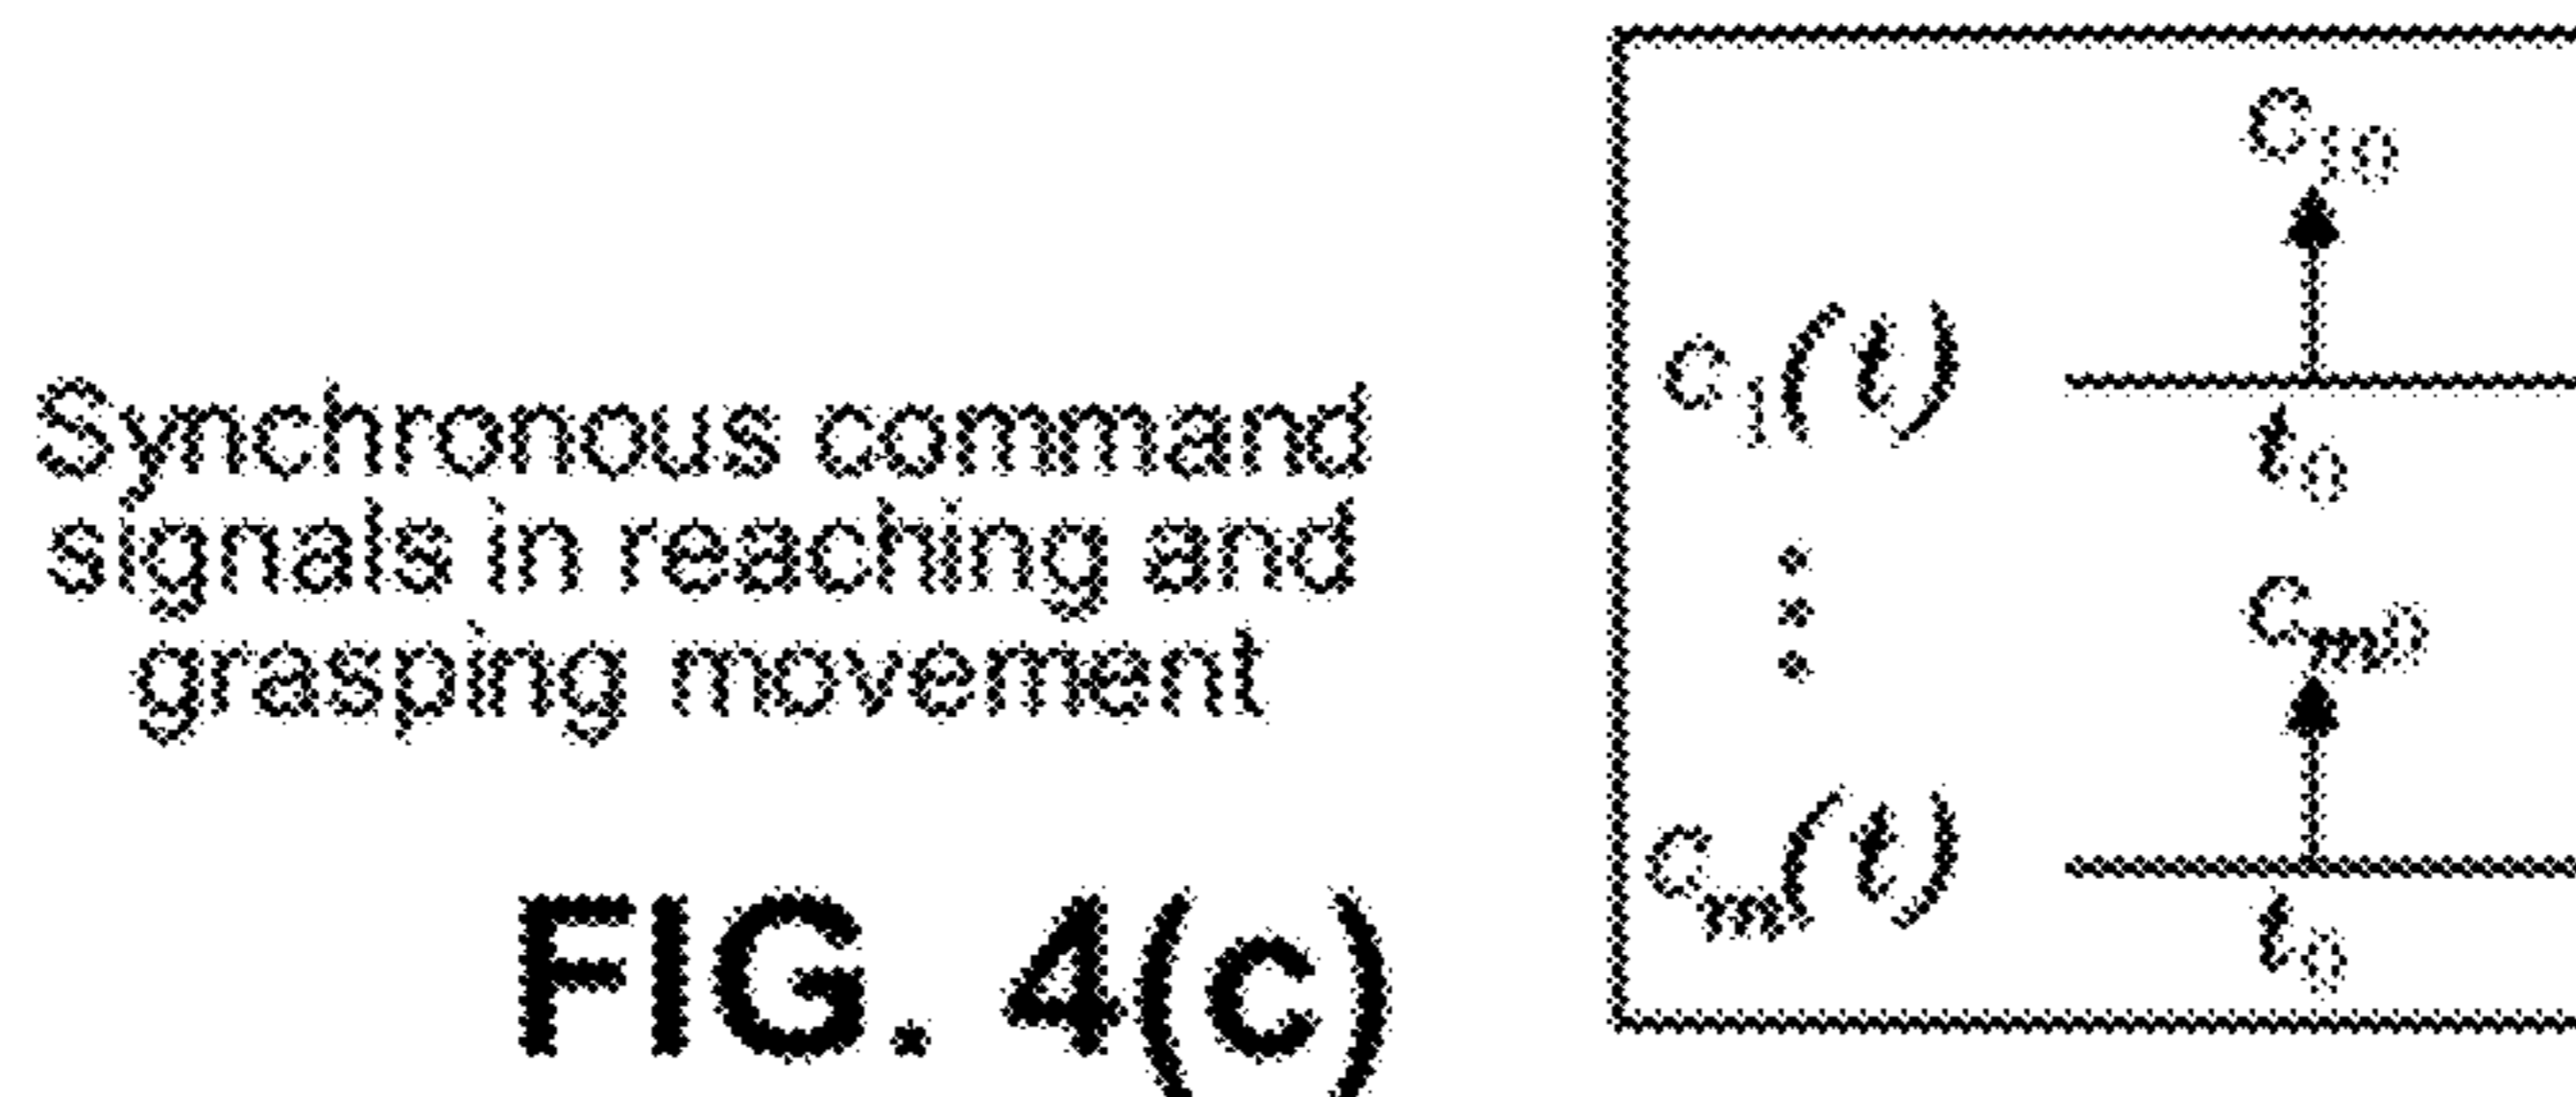 Synchronous command
signals in reaching and
grasping movement
FIG. 4(c)
c₁₀
c₁(t)
t₀
cₘ₀
cₘ(t)
t₀